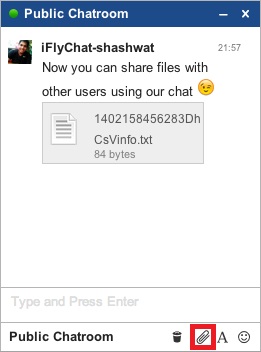 Public Chatroom
iFlyChat-shashwat 21:57
Now you can share files with
other users using our chat
1402158456283Dh
CsVinfo.txt
84 bytes
Type and Press Enter
Public Chatroom A